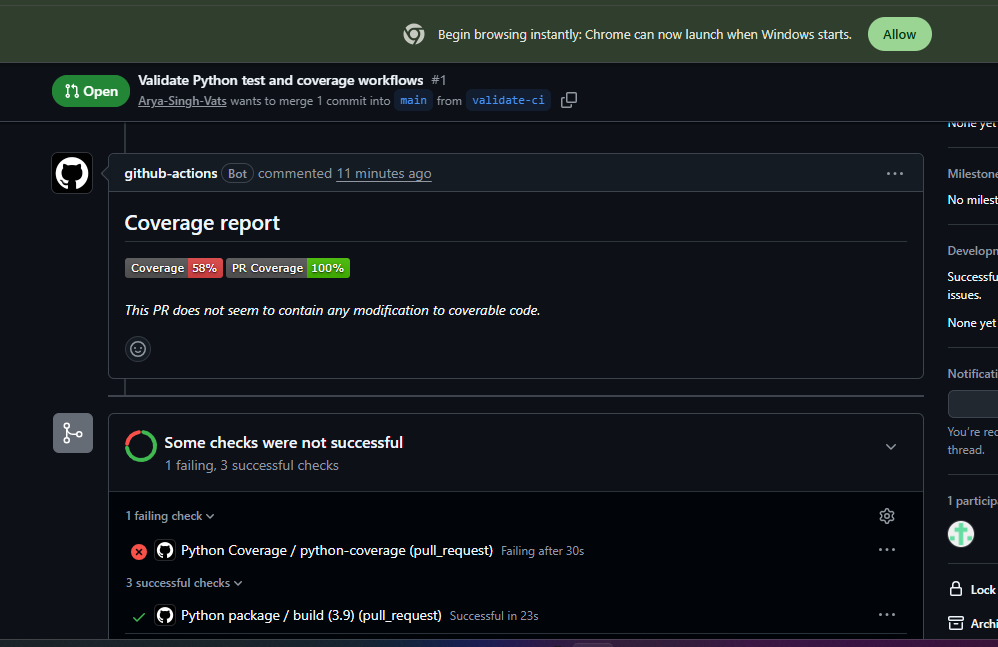 Begin browsing instantly: Chrome can now launch when Windows starts. Allow
Open
Validate Python test and coverage workflows #1
Arya-Singh-Vats wants to merge 1 commit into main from validate-ci
None yet
github-actions Bot commented 11 minutes ago
Coverage report
Coverage 58% PR Coverage 100%
This PR does not seem to contain any modification to coverable code.
Some checks were not successful
1 failing, 3 successful checks
1 failing check
Python Coverage / python-coverage (pull_request) Failing after 30s
3 successful checks
Python package / build (3.9) (pull_request) Successful in 23s
Milestone
No milest
Developm
Successfu
issues.
None yet
Notificati
You're rec
thread.
1 particip
Lock
Archi